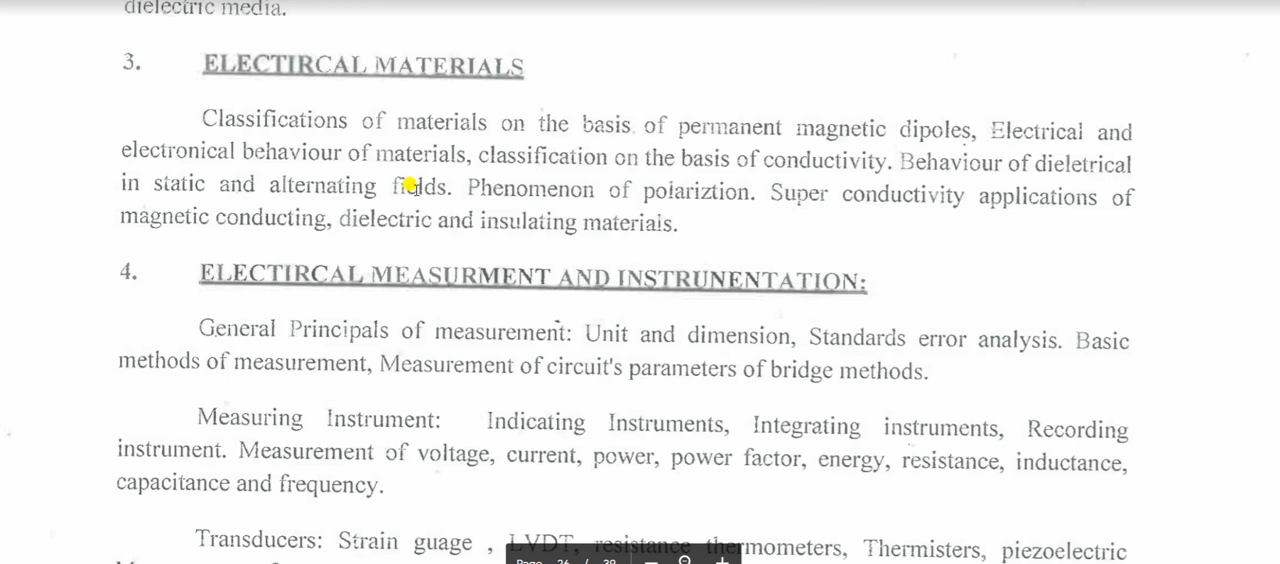 dielectric media.
3. ELECTIRCAL MATERIALS
Classifications of materials on the basis of permanent magnetic dipoles, Electrical and
electronical behaviour of materials, classification on the basis of conductivity. Behaviour of dieletrical
in static and alternating fields. Phenomenon of polariztion. Super conductivity applications of
magnetic conducting, dielectric and insulating materials.
4. ELECTIRCAL MEASURMENT AND INSTRUNENTATION:
General Principals of measurement: Unit and dimension, Standards error analysis. Basic
methods of measurement, Measurement of circuit's parameters of bridge methods.
Measuring Instrument: Indicating Instruments, Integrating instruments, Recording
instrument. Measurement of voltage, current, power, power factor, energy, resistance, inductance,
capacitance and frequency.
Transducers: Strain guage , LVDT, resistance thermometers, Thermisters, piezoelectric
Page 26 / 39